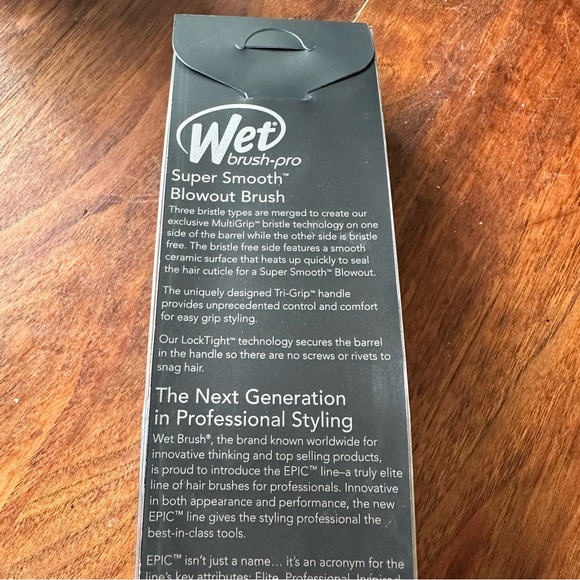 Wet®
brush-pro
Super Smooth™
Blowout Brush
Three bristle types are merged to create our
exclusive MultiGrip™ bristle technology on one
side of the barrel while the other side is bristle
free. The bristle free side features a smooth
ceramic surface that heats up quickly to seal
the hair cuticle for a Super Smooth™ Blowout.
The uniquely designed Tri-Grip™ handle
provides unprecedented control and comfort
for easy grip styling.
Our LockTight™ technology secures the barrel
in the handle so there are no screws or rivets to
snag hair.
The Next Generation
in Professional Styling
Wet Brush®, the brand known worldwide for
innovative thinking and top selling products,
is proud to introduce the EPIC™ line–a truly elite
line of hair brushes for professionals. Innovative
in both appearance and performance, the new
EPIC™ line gives the styling professional the
best-in-class tools.
EPIC™ isn't just a name... it's an acronym for the
line's key attributes: Elite, Professional, Inspired